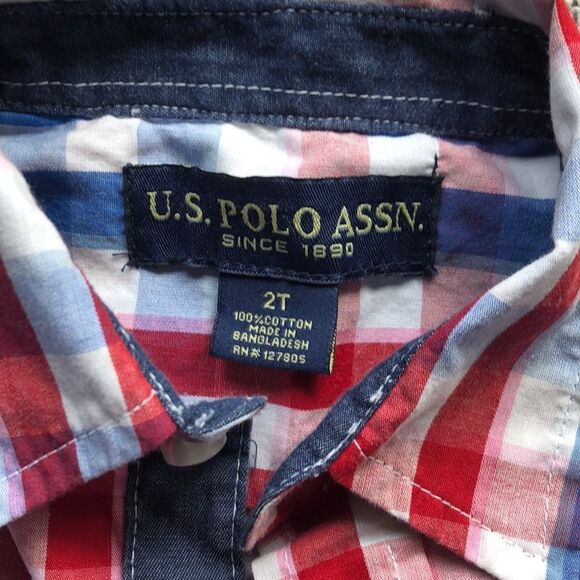 U.S. POLO ASSN.
SINCE 1890
2T
100% COTTON
MADE IN
BANGLADESH
RN# 127805